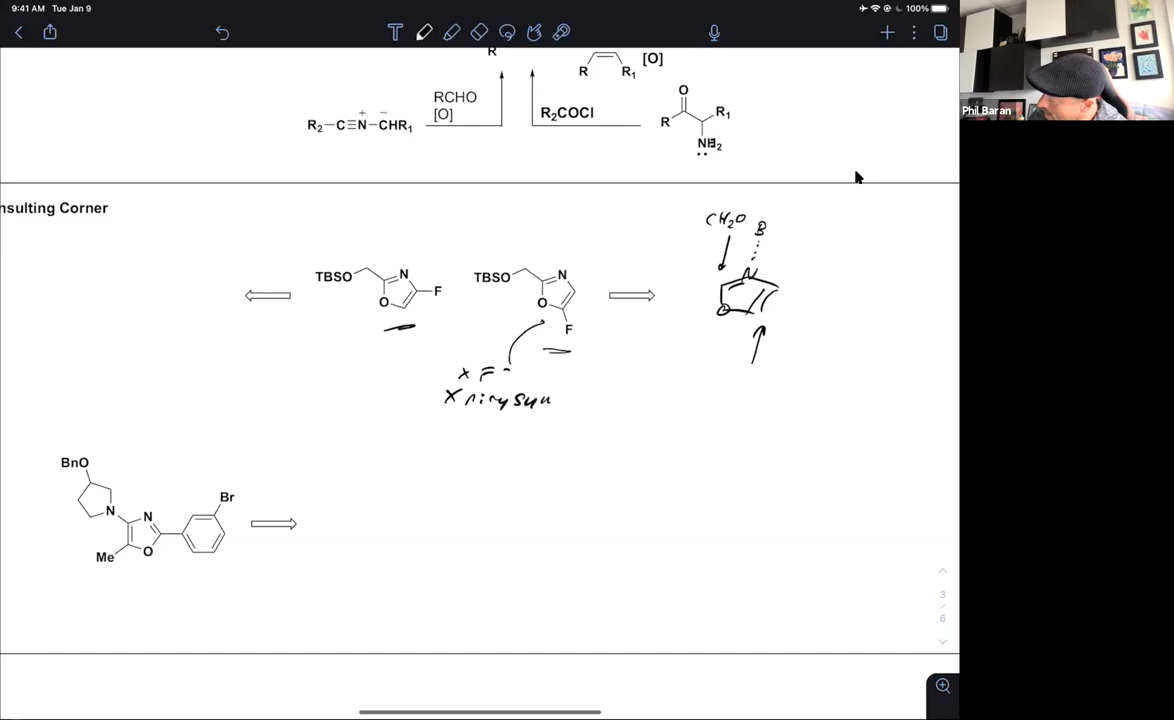 9:41 AM Tue Jan 9
100%
R
R R1 [O]
RCHO
[O]
R2–C≡N–CHR1
+ −
R2COCl
O
R R1
NH2
Phil Baran
nsulting Corner
CH2O B
TBSO N O F
TBSO N O F
N
O
x F -
x
BnO
N N O Me Br
3
/
6